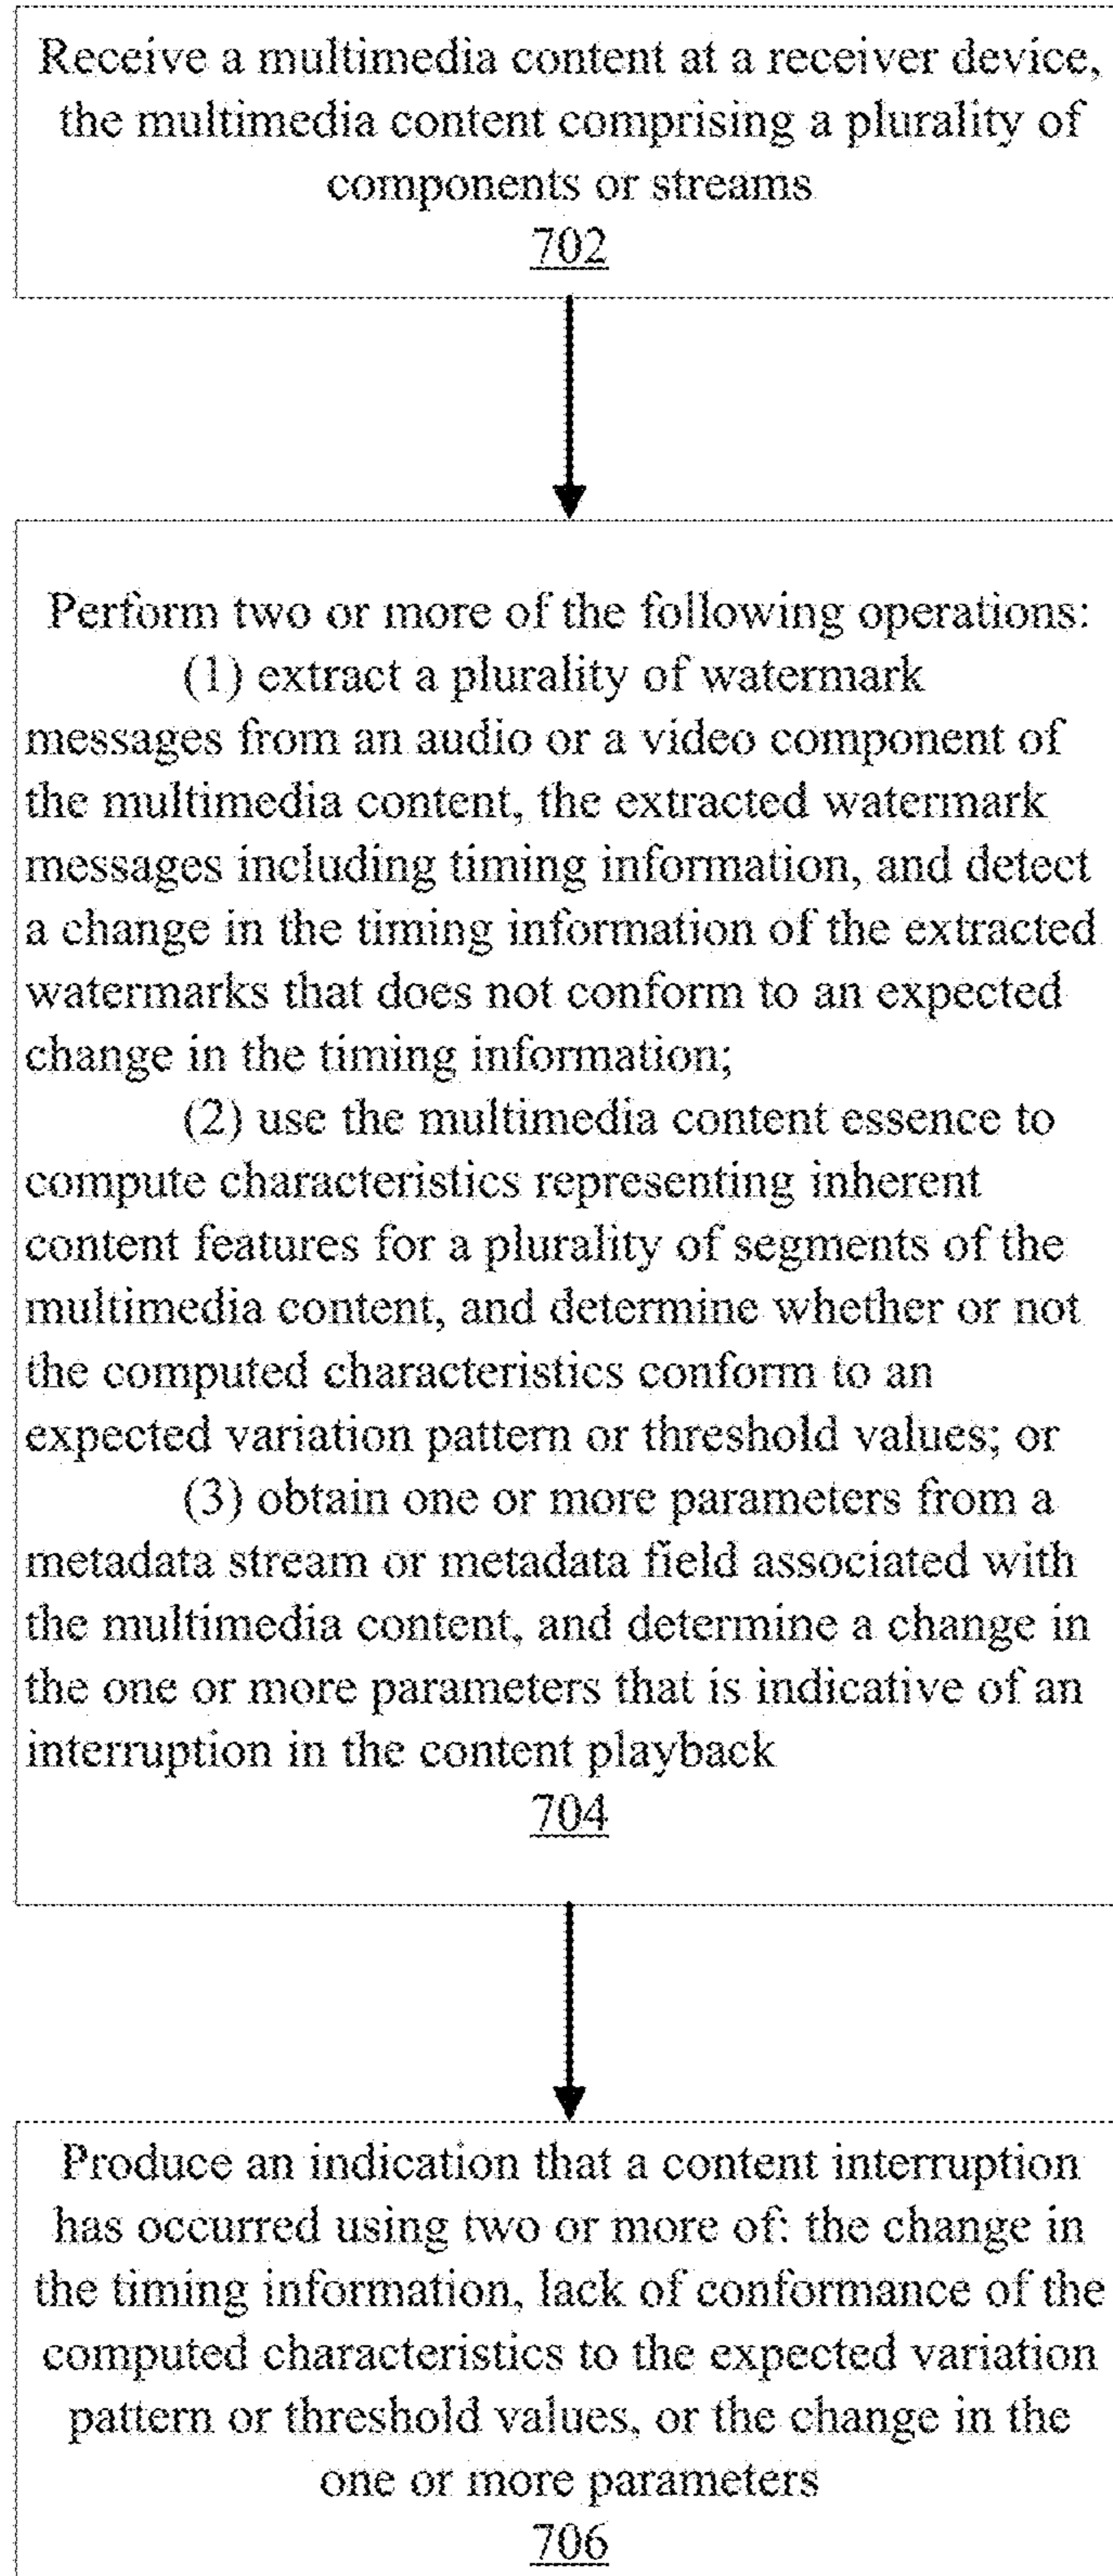 Receive a multimedia content at a receiver device,
the multimedia content comprising a plurality of
components or streams
702
Perform two or more of the following operations:
(1) extract a plurality of watermark
messages from an audio or a video component of
the multimedia content, the extracted watermark
messages including timing information, and detect
a change in the timing information of the extracted
watermarks that does not conform to an expected
change in the timing information;
(2) use the multimedia content essence to
compute characteristics representing inherent
content features for a plurality of segments of the
multimedia content, and determine whether or not
the computed characteristics conform to an
expected variation pattern or threshold values; or
(3) obtain one or more parameters from a
metadata stream or metadata field associated with
the multimedia content, and determine a change in
the one or more parameters that is indicative of an
interruption in the content playback
704
Produce an indication that a content interruption
has occurred using two or more of: the change in
the timing information, lack of conformance of the
computed characteristics to the expected variation
pattern or threshold values, or the change in the
one or more parameters
706